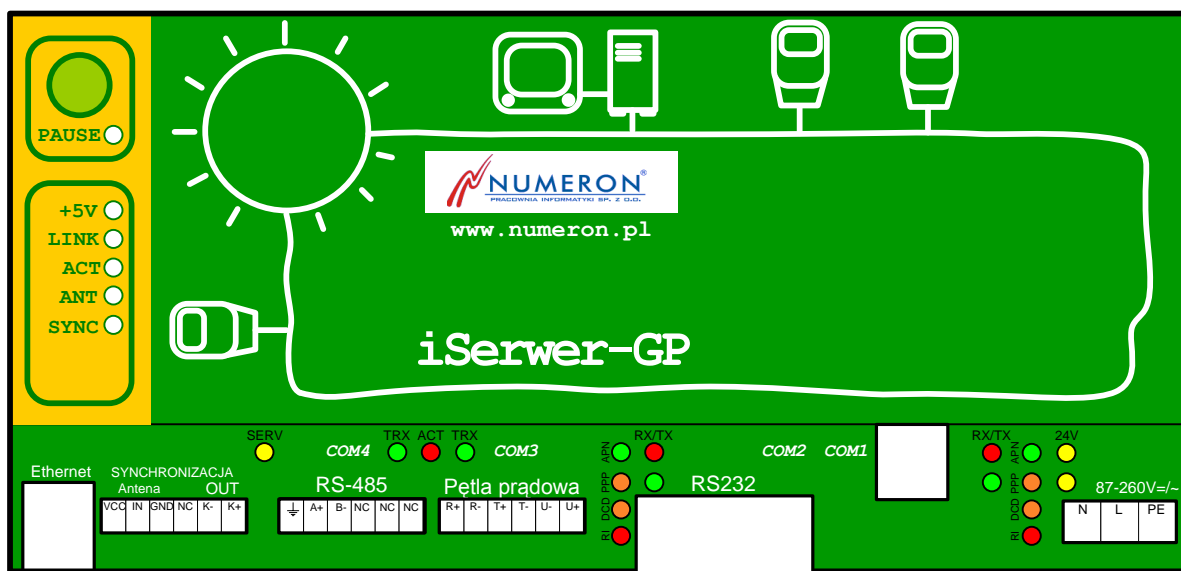 PAUSE
+5V
LINK
ACT
ANT
SYNC
NUMERON®
PRACOWNIA INFORMATYKI SP. Z O.O.
www.numeron.pl
iSerwer-GP
SERV
COM4
TRX ACT TRX
COM3
APN
RX/TX
COM2 COM1
RX/TX
APN
24V
Ethernet
SYNCHRONIZACJA
Antena
OUT
VCC IN GND NC K- K+
RS-485
A+ B- NC NC NC
Pętla prądowa
R+ R- T+ T- U- U+
PPP
DCD
RI
RS232
PPP
DCD
RI
87-260V=/~
N L PE